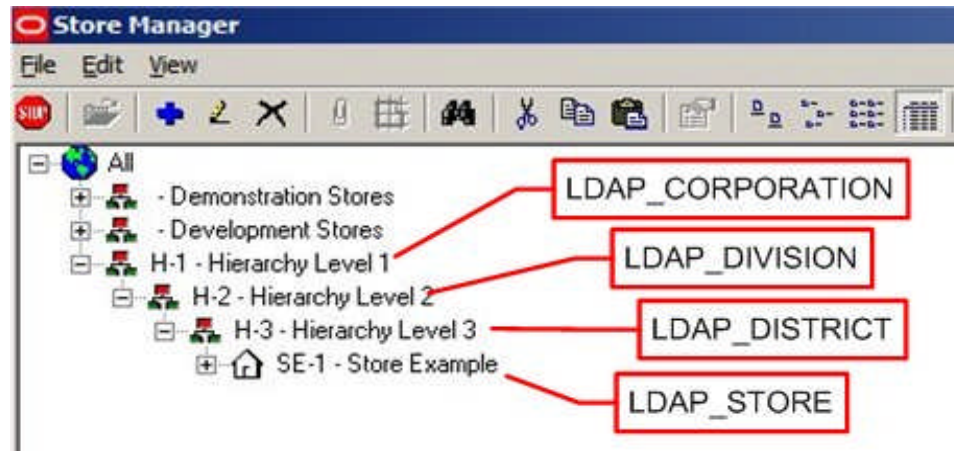 Store Manager
File Edit View
STOP
All
- Demonstration Stores
- Development Stores
H-1 - Hierarchy Level 1
H-2 - Hierarchy Level 2
H-3 - Hierarchy Level 3
SE-1 - Store Example
LDAP_CORPORATION
LDAP_DIVISION
LDAP_DISTRICT
LDAP_STORE